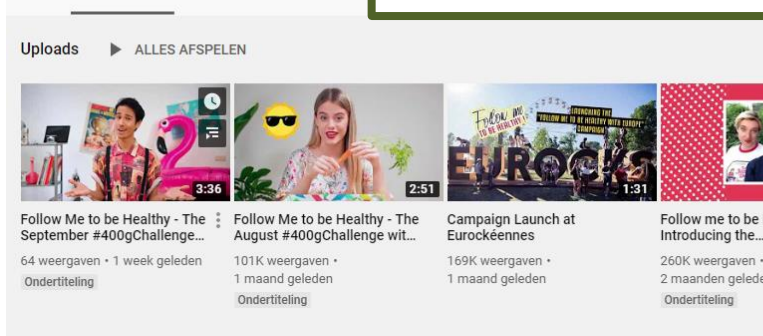 Uploads ▶ ALLES AFSPELEN
3:36
Follow Me to be Healthy - The
September #400gChallenge...
64 weergaven • 1 week geleden
Ondertiteling
2:51
Follow Me to be Healthy - The
August #400gChallenge wit...
101K weergaven •
1 maand geleden
Ondertiteling
Follow me
TO BE HEALTHY!
LAUNCHING THE
"FOLLOW ME TO BE HEALTHY WITH EUROPE"
CAMPAIGN
EUROCKS
1:31
Campaign Launch at
Eurockéennes
169K weergaven •
1 maand geleden
Follow me to be
Introducing the...
260K weergaven •
2 maanden gelede
Ondertiteling